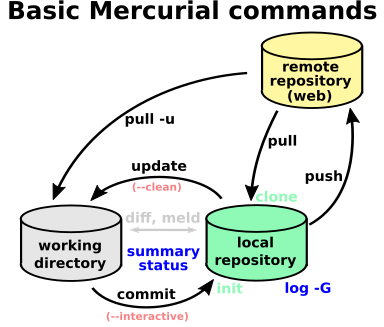 Basic Mercurial commands
remote
repository
(web)
pull -u
pull
update
push
(--clean)
clone
diff, meld
working
directory
summary
status
local
repository
init
log -G
commit
(--interactive)